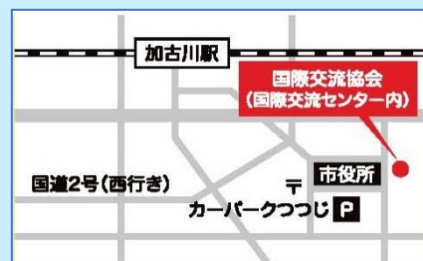 加古川駅
国際交流協会
(国際交流センター内)
国道2号(西行き)
〒
市役所
カーパークつつじ P